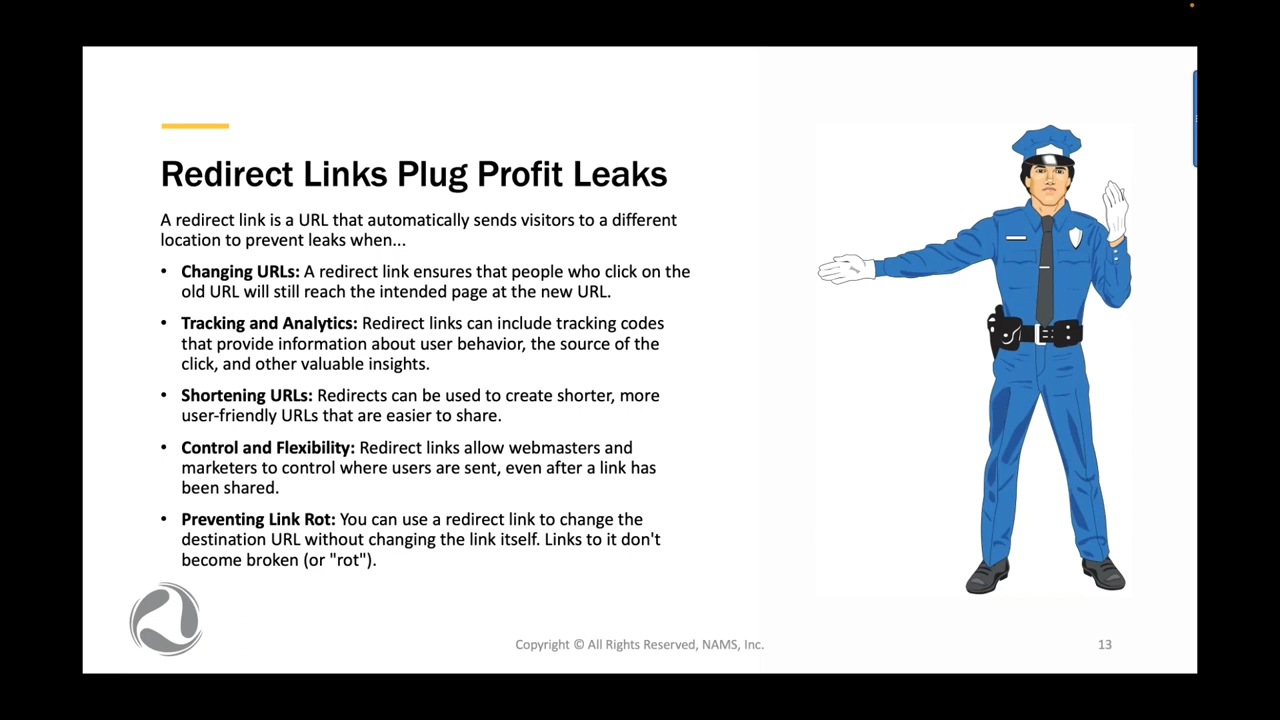 Redirect Links Plug Profit Leaks
A redirect link is a URL that automatically sends visitors to a different
location to prevent leaks when...
• Changing URLs: A redirect link ensures that people who click on the
old URL will still reach the intended page at the new URL.
• Tracking and Analytics: Redirect links can include tracking codes
that provide information about user behavior, the source of the
click, and other valuable insights.
• Shortening URLs: Redirects can be used to create shorter, more
user-friendly URLs that are easier to share.
• Control and Flexibility: Redirect links allow webmasters and
marketers to control where users are sent, even after a link has
been shared.
• Preventing Link Rot: You can use a redirect link to change the
destination URL without changing the link itself. Links to it don't
become broken (or "rot").
Copyright © All Rights Reserved, NAMS, Inc.
13